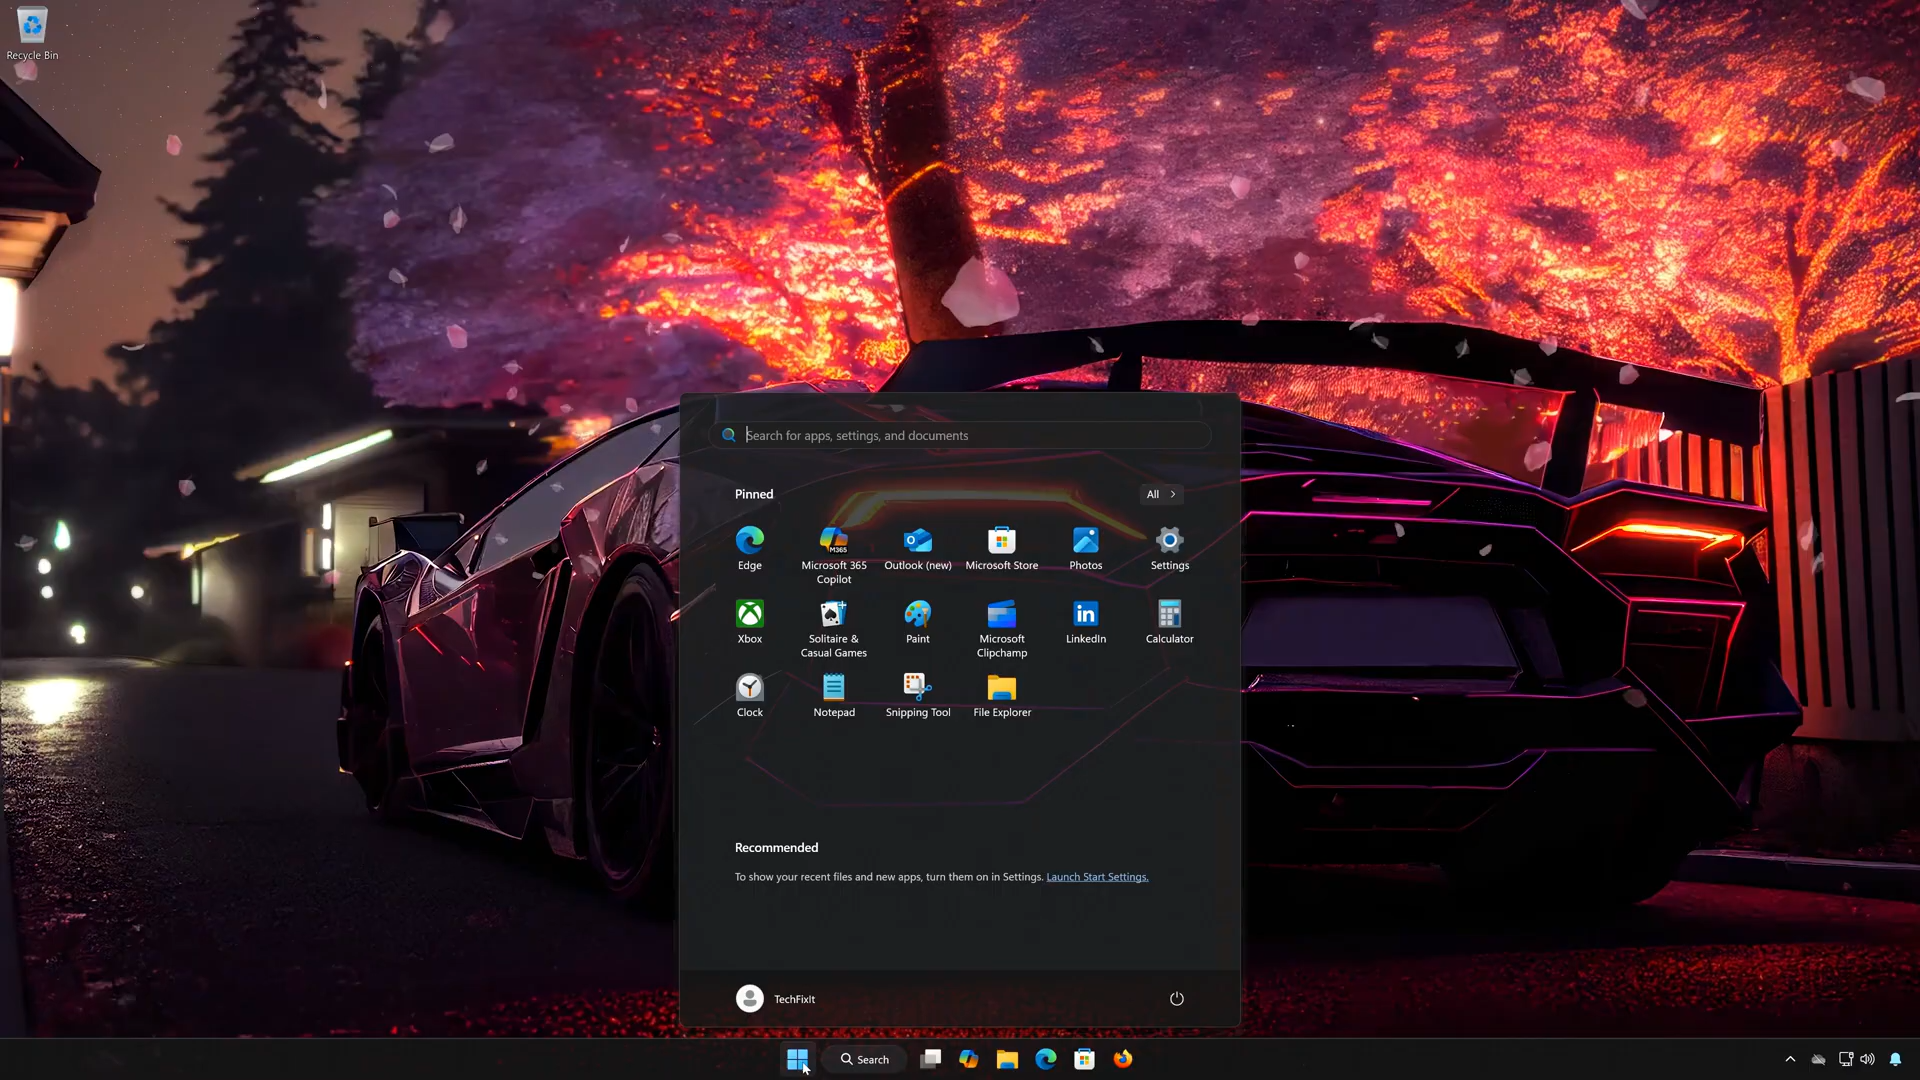 Recycle Bin
Search for apps, settings, and documents
Pinned
All
Edge
Microsoft 365
Copilot
M365
Outlook (new)
Microsoft Store
Photos
Settings
Xbox
Solitaire &
Casual Games
Paint
Microsoft
Clipchamp
LinkedIn
Calculator
Clock
Notepad
Snipping Tool
File Explorer
Recommended
To show your recent files and new apps, turn them on in Settings. Launch Start Settings.
TechFixIt
Search